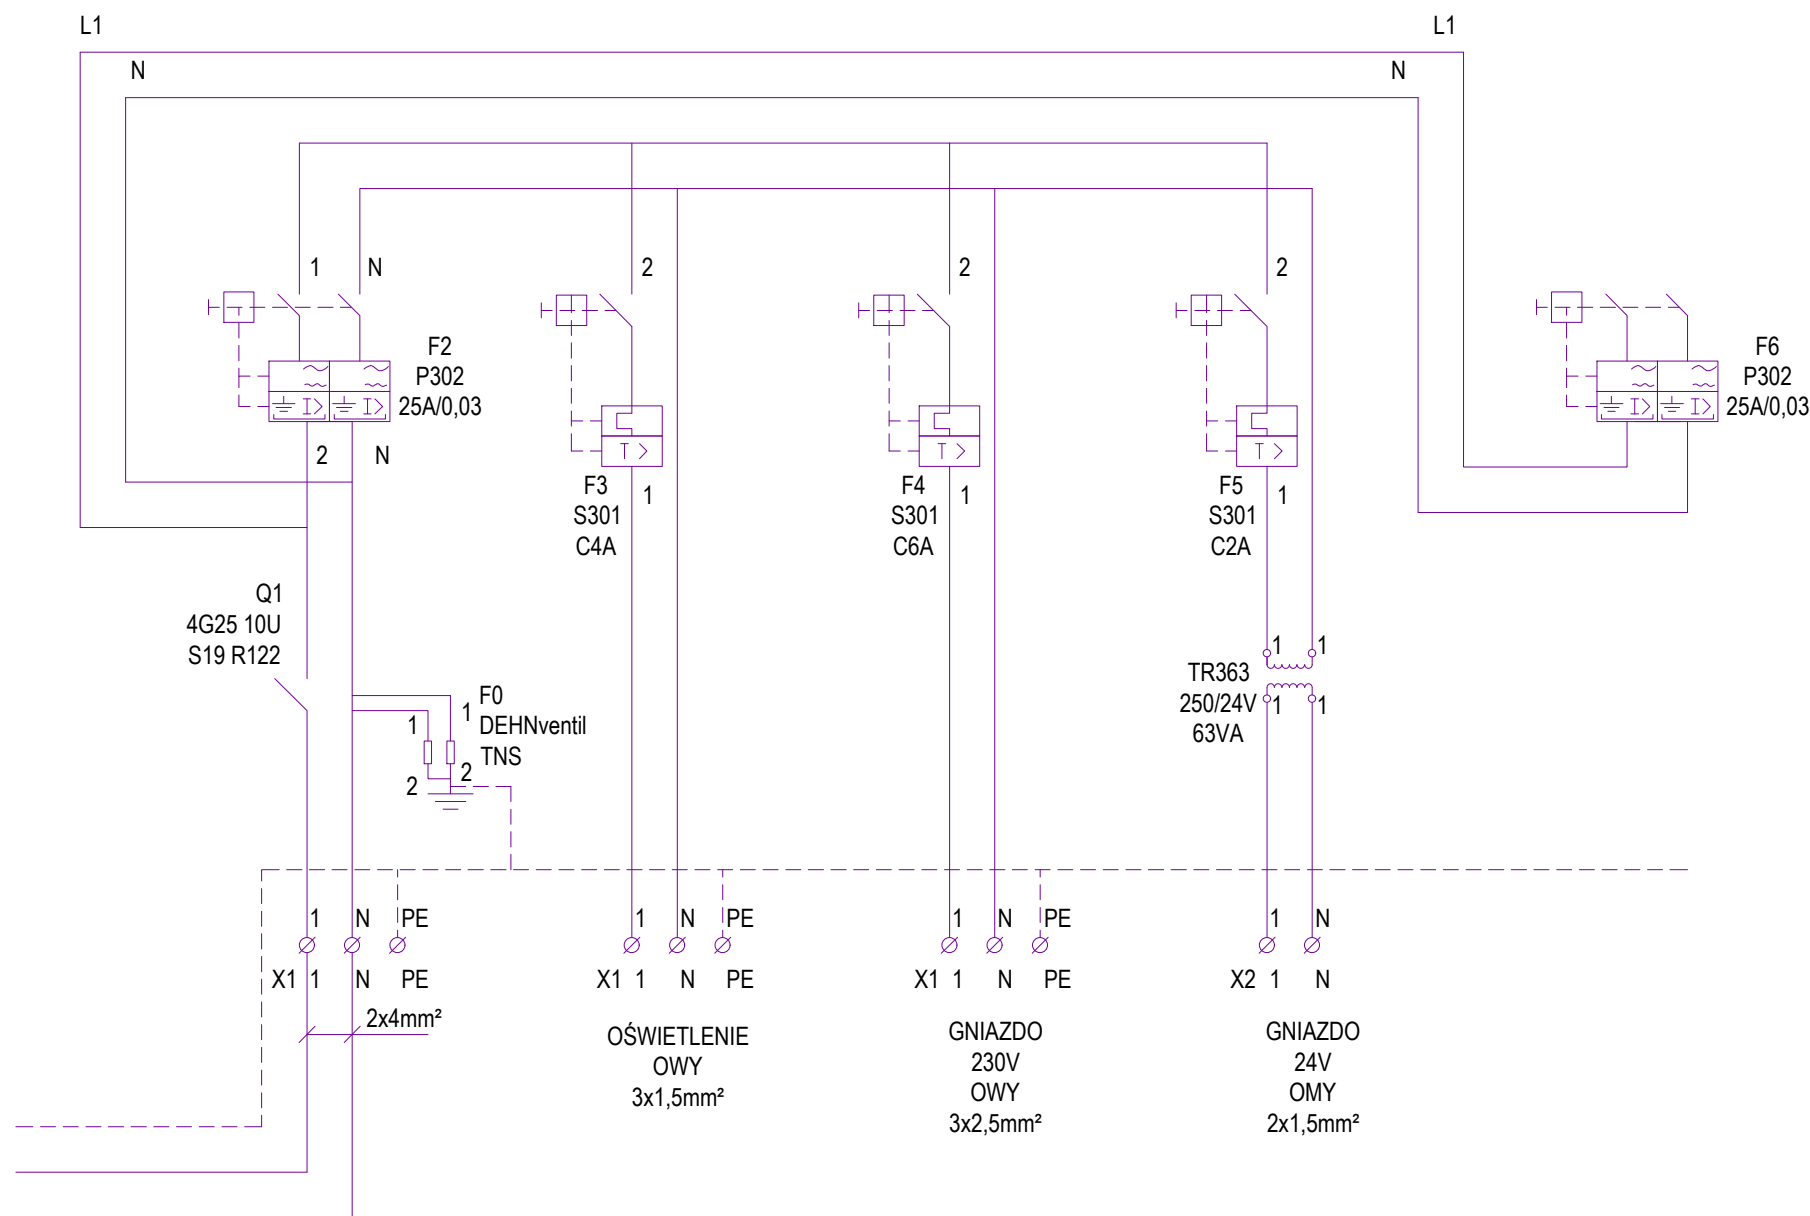 L1
L1
N
N
1
N
2
2
2
F2
P302
25A/0,03
F6
P302
25A/0,03
2
N
F3
S301
C4A
1
F4
S301
C6A
1
F5
S301
C2A
1
Q1
4G25 10U
S19 R122
1
1
TR363
250/24V
63VA
1
1
F0
DEHNventil
TNS
1
1
2
2
1
N
PE
1
N
PE
1
N
PE
1
N
X1 1
N
PE
X1 1
N
PE
X1 1
N
PE
X2 1
N
2x4mm²
OŚWIETLENIE
OWY
3x1,5mm²
GNIAZDO
230V
OWY
3x2,5mm²
GNIAZDO
24V
OMY
2x1,5mm²